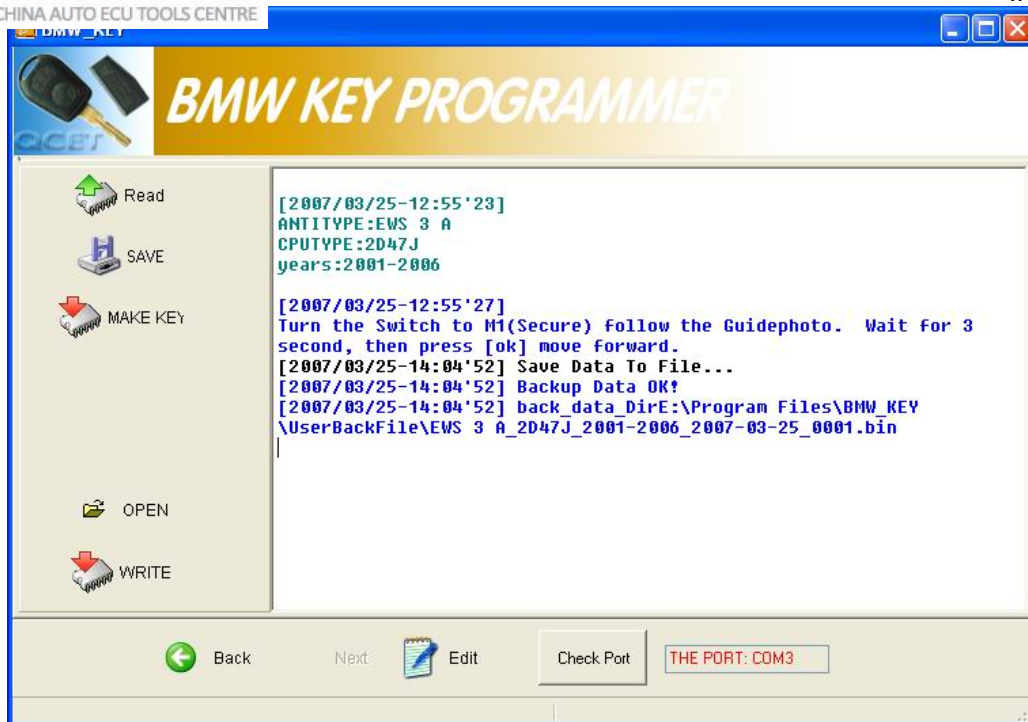 CHINA AUTO ECU TOOLS CENTRE
BMW_KEY
BMW KEY PROGRAMMER
QCET
Read
SAVE
MAKE KEY
OPEN
WRITE
[2007/03/25-12:55'23]
ANTITYPE:EWS 3 A
CPUTYPE:2D47J
years:2001-2006
[2007/03/25-12:55'27]
Turn the Switch to M1(Secure) Follow the Guidephoto. Wait for 3
second, then press [ok] move forward.
[2007/03/25-14:04'52] Save Data To File...
[2007/03/25-14:04'52] Backup Data OK!
[2007/03/25-14:04'52] back_data_DirE:\Program Files\BMW_KEY
\UserBackFile\EWS 3 A_2D47J_2001-2006_2007-03-25_0001.bin
Back
Next
Edit
Check Port
THE PORT: COM3